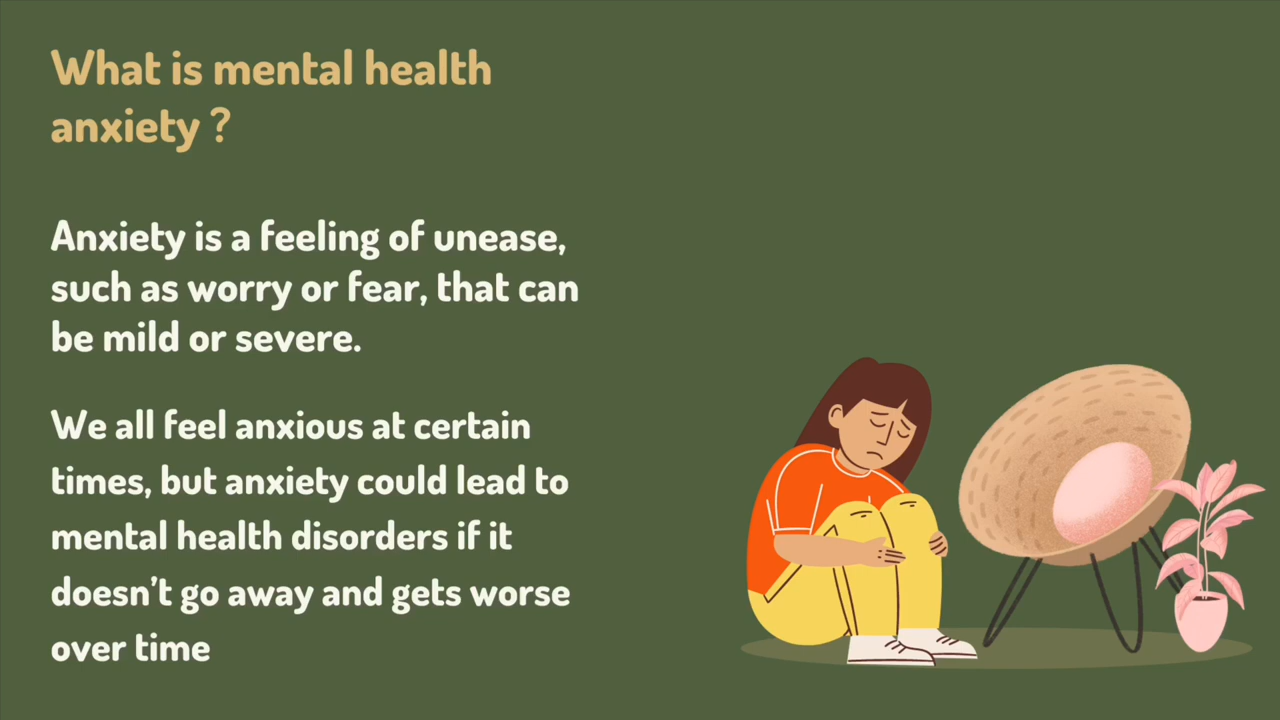 What is mental health
anxiety ?
Anxiety is a feeling of unease,
such as worry or fear, that can
be mild or severe.
We all feel anxious at certain
times, but anxiety could lead to
mental health disorders if it
doesn’t go away and gets worse
over time